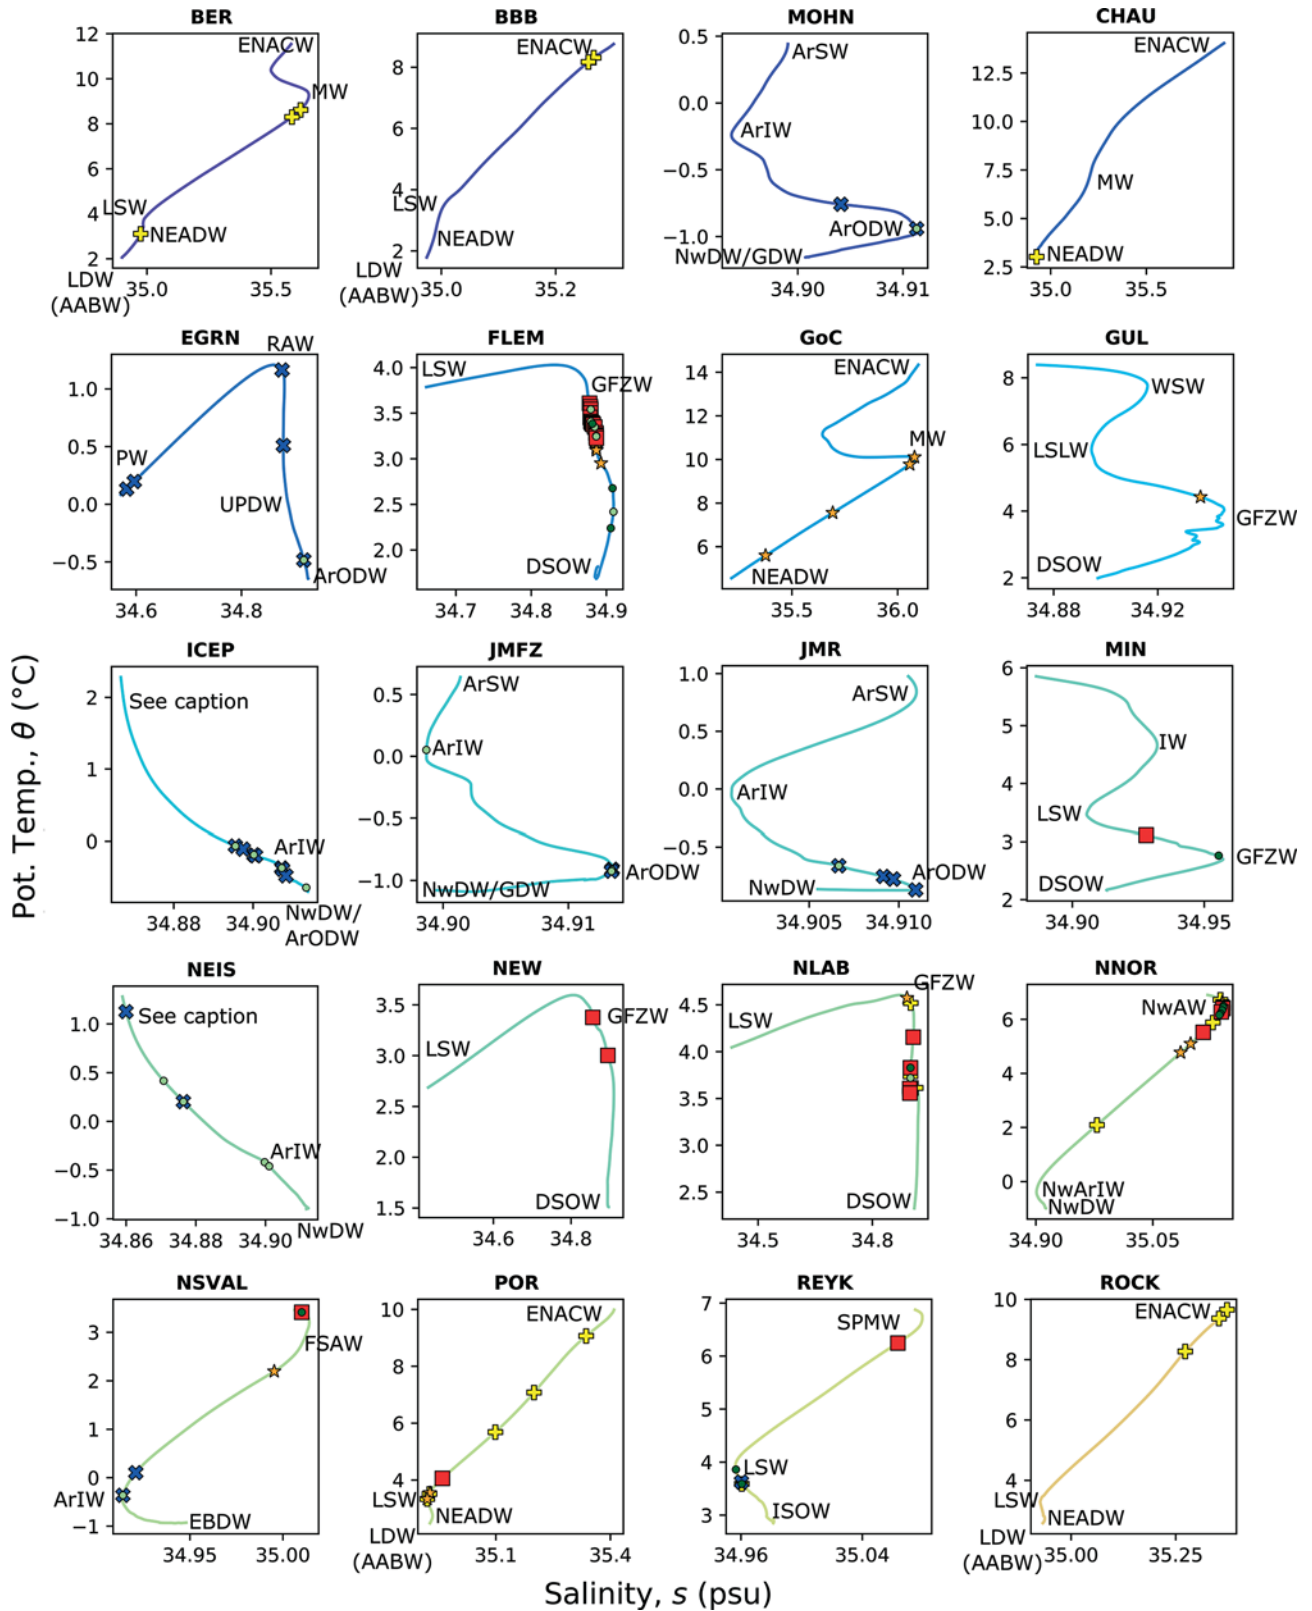 BER
BBB
MOHN
CHAU
12
10
8
6
4
2
ENACW
MW
LSW
NEADW
LDW
(AABW)
35.0
35.5
8
6
4
2
ENACW
LSW
NEADW
LDW
(AABW)
35.0
35.2
0.5
0.0
−0.5
−1.0
ArSW
ArIW
ArODW
NwDW/GDW
34.90
34.91
12.5
10.0
7.5
5.0
2.5
ENACW
MW
NEADW
35.0
35.5
EGRN
FLEM
GoC
GUL
1.0
0.5
0.0
−0.5
RAW
PW
UPDW
ArODW
34.6
34.8
4.0
3.5
3.0
2.5
2.0
LSW
GFZW
DSOW
34.7
34.8
34.9
14
12
10
8
6
ENACW
MW
NEADW
35.5
36.0
8
6
4
2
WSW
LSLW
GFZW
DSOW
34.88
34.92
ICEP
JMFZ
JMR
MIN
2
1
0
See caption
ArIW
NwDW/
ArODW
34.88
34.90
0.5
0.0
−0.5
−1.0
ArSW
ArIW
ArODW
NwDW/GDW
34.90
34.91
1.0
0.5
0.0
−0.5
ArSW
ArIW
ArODW
NwDW
34.905
34.910
6
5
4
3
2
IW
LSW
GFZW
DSOW
34.90
34.95
NEIS
NEW
NLAB
NNOR
1.0
0.5
0.0
−0.5
−1.0
See caption
ArIW
NwDW
34.86
34.88
34.90
3.5
3.0
2.5
2.0
1.5
GFZW
LSW
DSOW
34.6
34.8
4.5
4.0
3.5
3.0
2.5
GFZW
LSW
DSOW
34.5
34.8
6
4
2
0
NwAW
NwArIW
NwDW
34.90
35.05
NSVAL
POR
REYK
ROCK
3
2
1
0
−1
FSAW
ArIW
EBDW
34.95
35.00
10
8
6
4
ENACW
LSW
NEADW
LDW
(AABW)
35.1
35.4
7
6
5
4
3
SPMW
LSW
ISOW
34.96
35.04
10
8
6
4
ENACW
LSW
NEADW
LDW
(AABW)
35.00
35.25
Pot. Temp., θ (°C)
Salinity, s (psu)